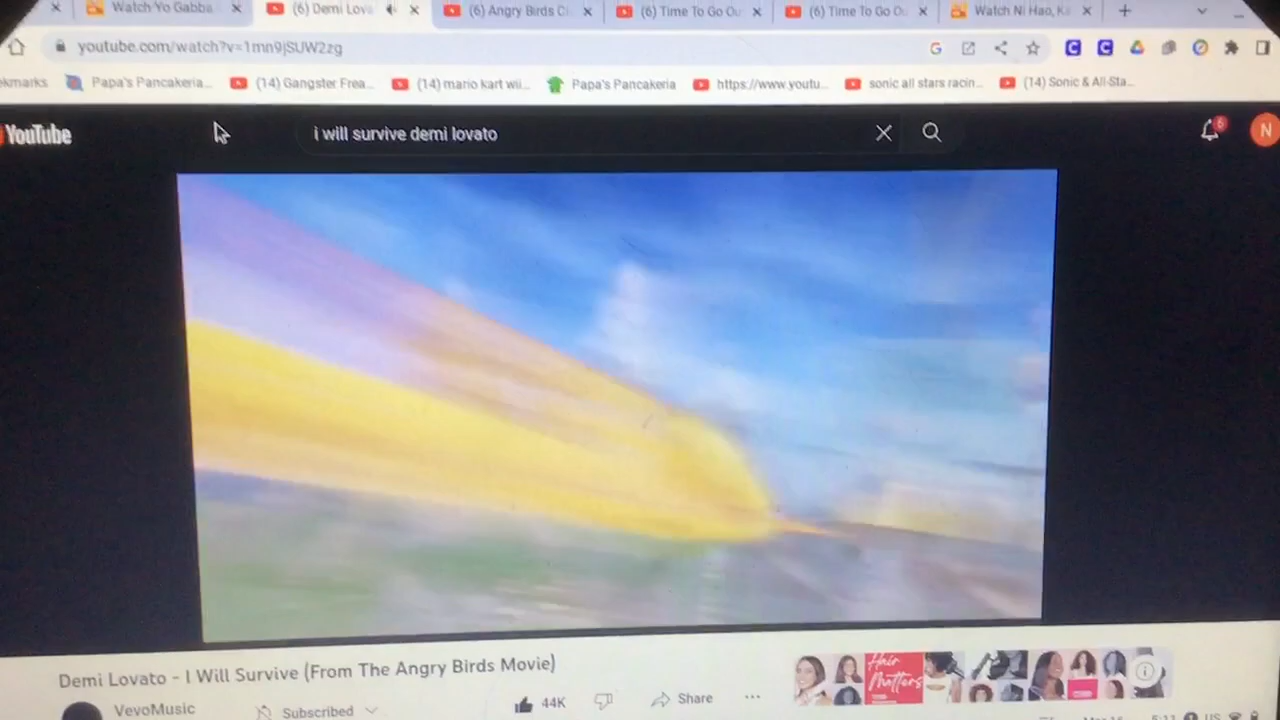 Watch Yo Gabba
(6) Demi Lova
(6) Angry Birds
(6) Time To Go Ou
(6) Time To Go
Watch Ni Hao, Ka
youtube.com/watch?v=1mn9jSUW2zg
kmarks
Papa's Pancakeria...
(14) Gangster Frea...
(14) mario kart wii...
Papa's Pancakeria
https://www.youtu...
sonic all stars racin...
(14) Sonic & All-Sta...
YouTube
i will survive demi lovato
6
N
Demi Lovato - I Will Survive (From The Angry Birds Movie)
Hair
Matters
VevoMusic
Subscribed
44K
Share
US